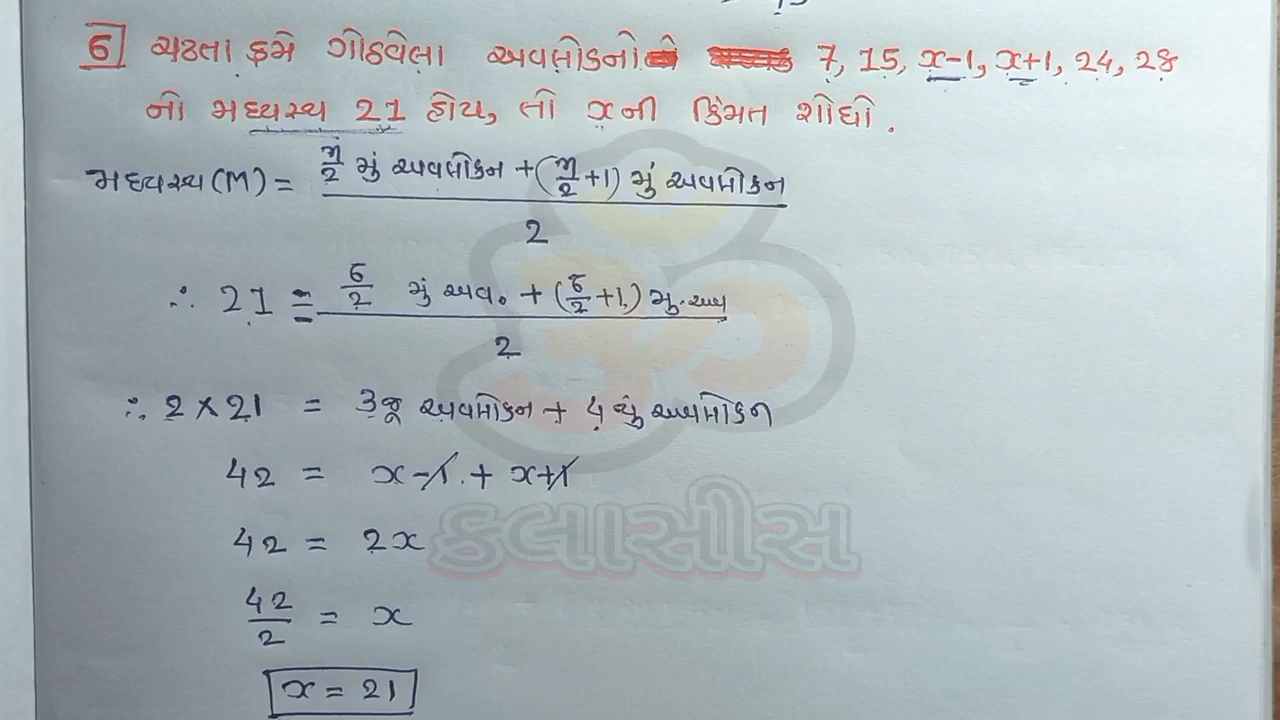 6 ચઢતા ક્રમે ગોઠવેલા અવલોકનો 7, 15, x-1, x+1, 24, 28
નો મધ્યસ્થ 21 હોય, તો x ની કિંમત શોધો.
મધ્યસ્થ (M) = n/2 મું અવલોકન + (n/2 +1) મું અવલોકન
2
∴ 21 = 6/2 મું અવ. + (6/2 +1) મુ. અવ
2
∴ 2 × 21 = 3જૂ અવલોકન + 4 થું અવલોકન
42 = x - 1 + x + 1
42 = 2x
42/2 = x
x = 21
ૐ
કલાસીસ